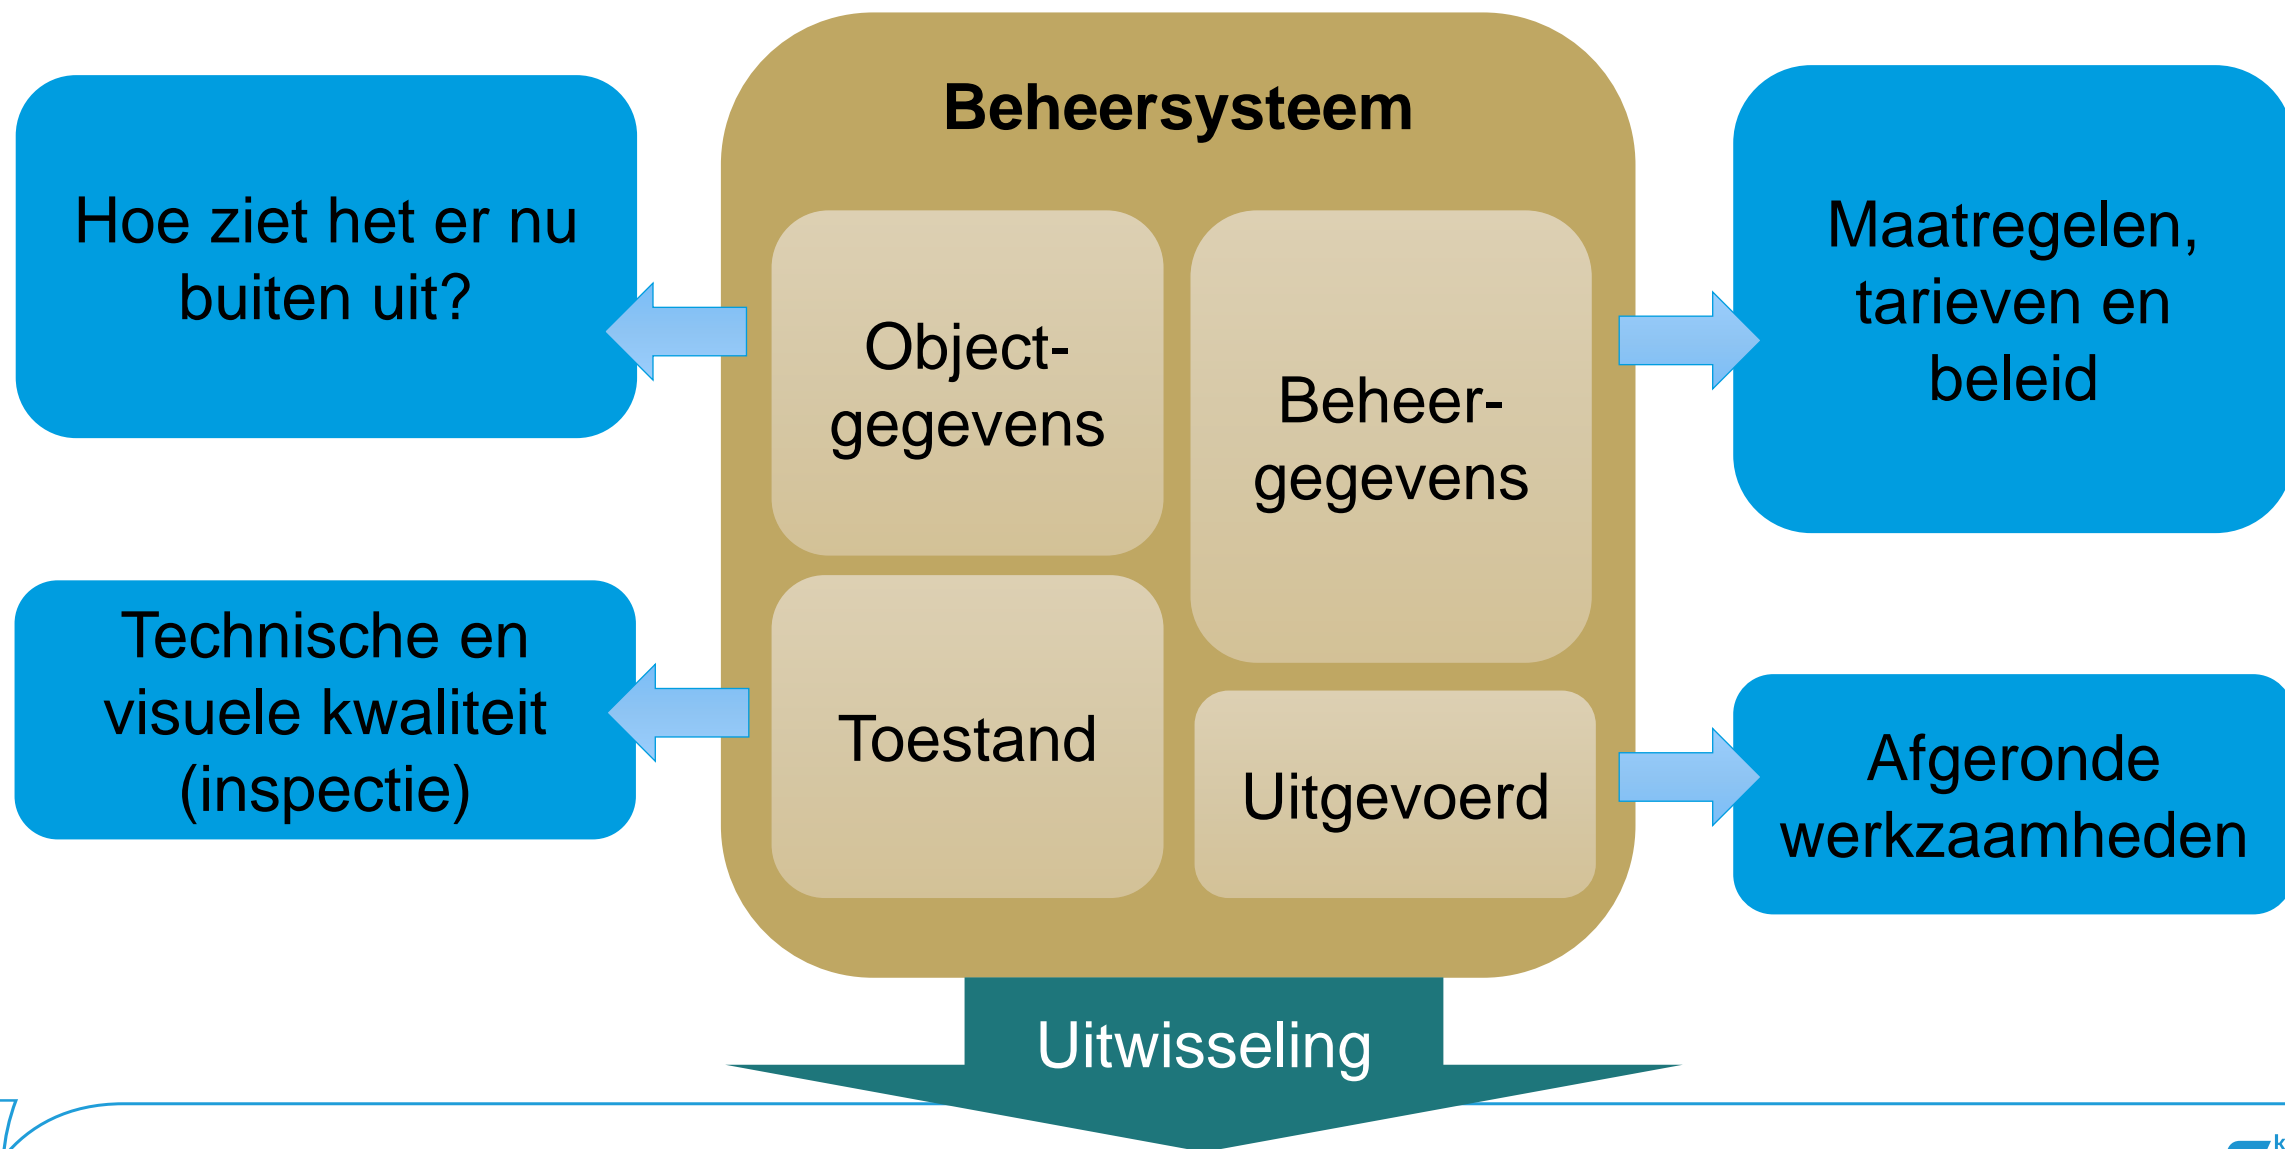 Beheersysteem
Hoe ziet het er nu
buiten uit?
Object-
gegevens
Beheer-
gegevens
Maatregelen,
tarieven en
beleid
Technische en
visuele kwaliteit
(inspectie)
Toestand
Uitgevoerd
Afgeronde
werkzaamheden
Uitwisseling